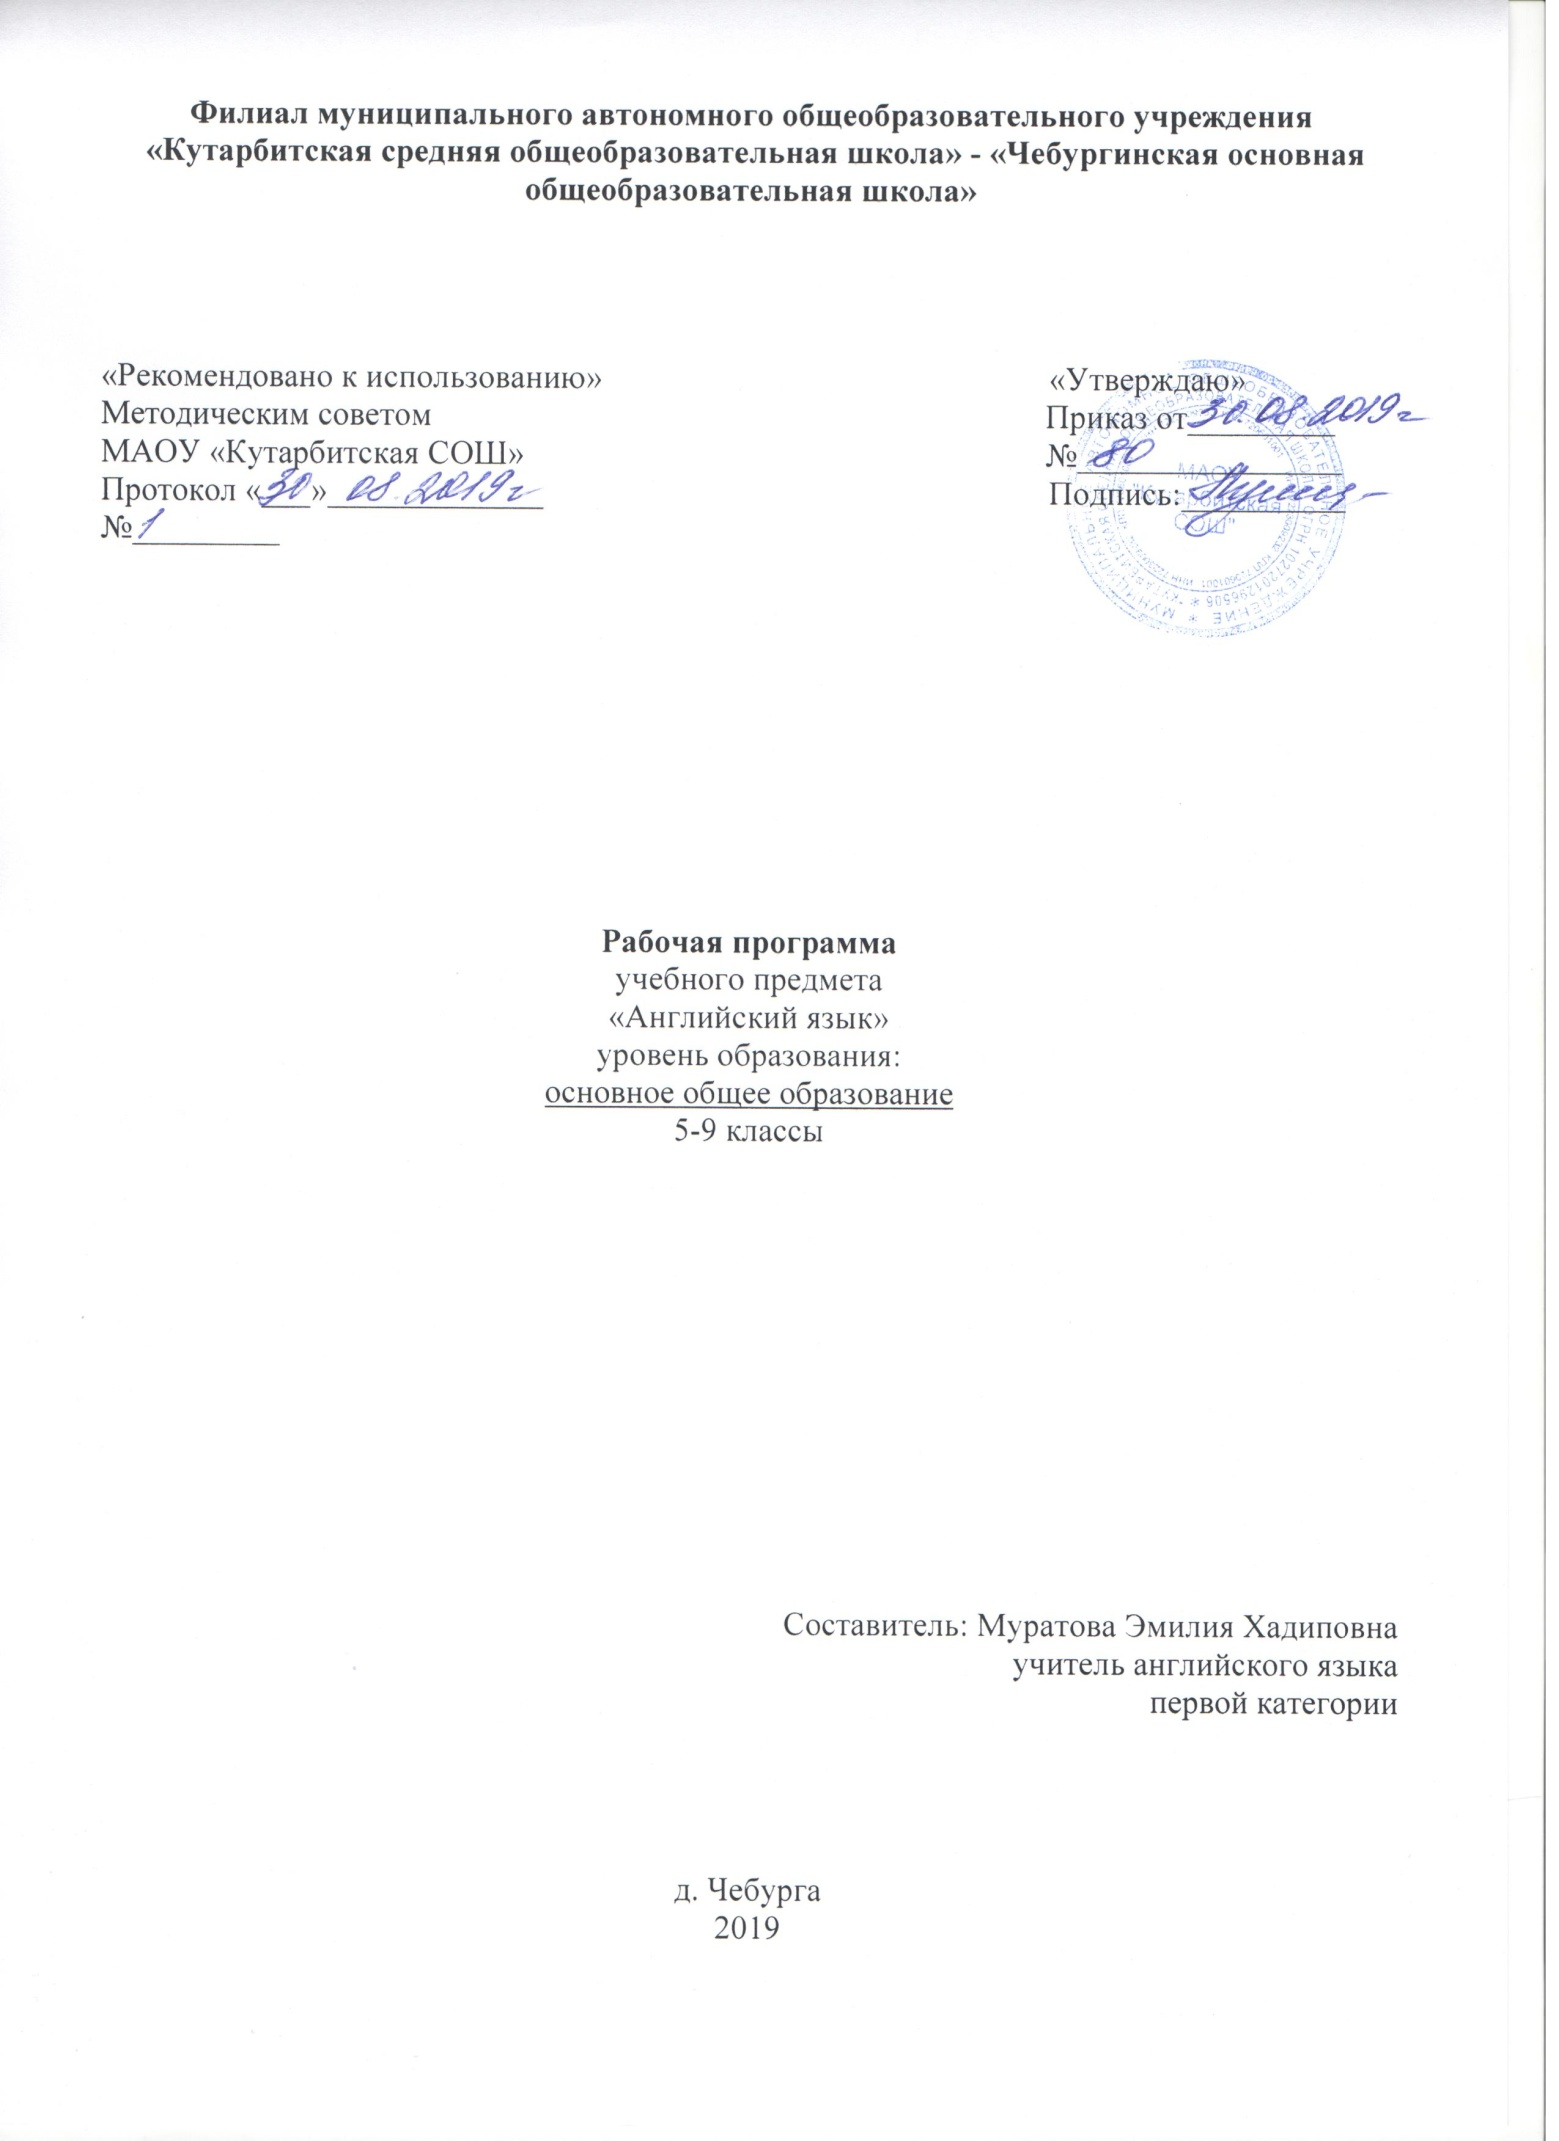 Филиал муниципального автономного общеобразовательного учреждения
«Кутарбитская средняя общеобразовательная школа» - «Чебургинская основная
общеобразовательная школа»
«Рекомендовано к использованию»
Методическим советом
МАОУ «Кутарбитская СОШ»
Протокол «30» 08.2019г
№1
«Утверждаю»
Приказ от 30.08.2019г
№ 80
Подпись:
МАОУ
СОШ"
Рабочая программа
учебного предмета
«Английский язык»
уровень образования:
основное общее образование
5-9 классы
Составитель: Муратова Эмилия Хадиповна
учитель английского языка
первой категории
д. Чебурга
2019